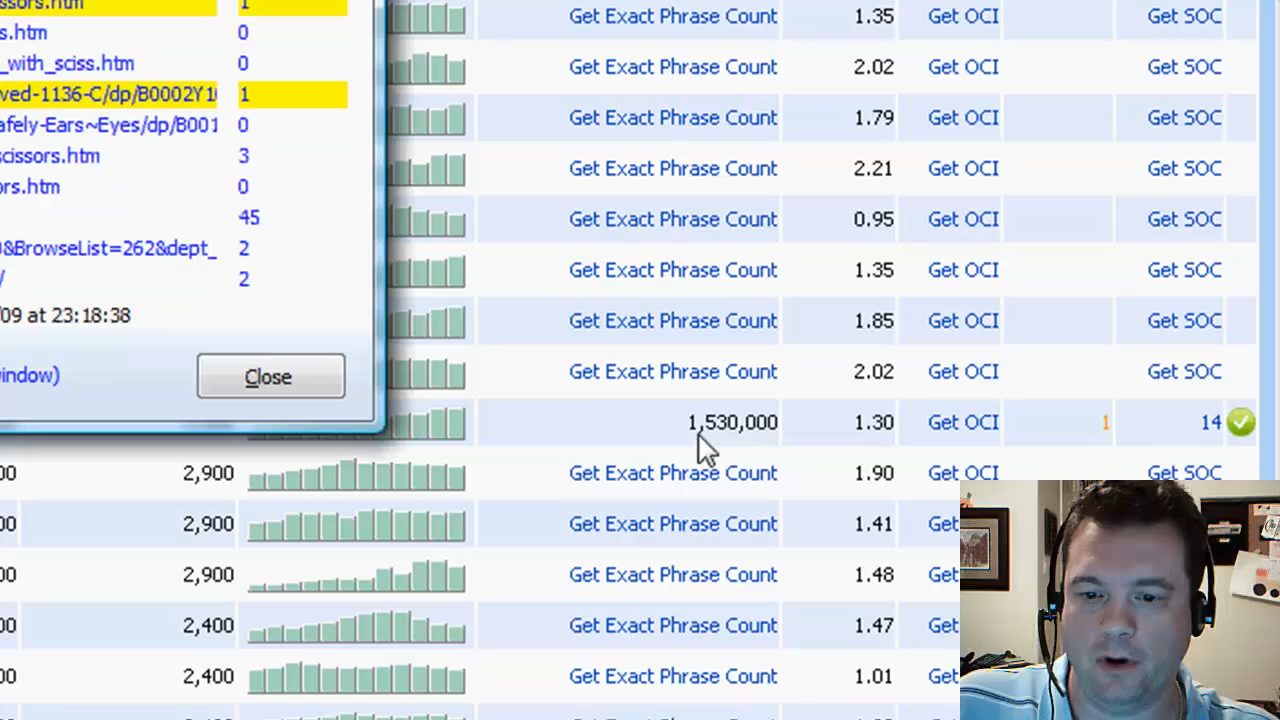 ssors.htm 1
s.htm 0
_with_sciss.htm 0
ved-1136-C/dp/B0002Y1 1
afely-Ears~Eyes/dp/B001 0
scissors.htm 3
ors.htm 0
45
&BrowseList=262&dept_ 2
/ 2
/09 at 23:18:38
window)
Close
Get Exact Phrase Count 1.35 Get OCI Get SOC
Get Exact Phrase Count 2.02 Get OCI Get SOC
Get Exact Phrase Count 1.79 Get OCI Get SOC
Get Exact Phrase Count 2.21 Get OCI Get SOC
Get Exact Phrase Count 0.95 Get OCI Get SOC
Get Exact Phrase Count 1.35 Get OCI Get SOC
Get Exact Phrase Count 1.85 Get OCI Get SOC
Get Exact Phrase Count 2.02 Get OCI Get SOC
1,530,000 1.30 Get OCI 1 14
00 2,900 Get Exact Phrase Count 1.90 Get OCI Get SOC
00 2,900 Get Exact Phrase Count 1.41 Get
00 2,900 Get Exact Phrase Count 1.48 Get
00 2,400 Get Exact Phrase Count 1.47 Get
00 2,400 Get Exact Phrase Count 1.01 Get